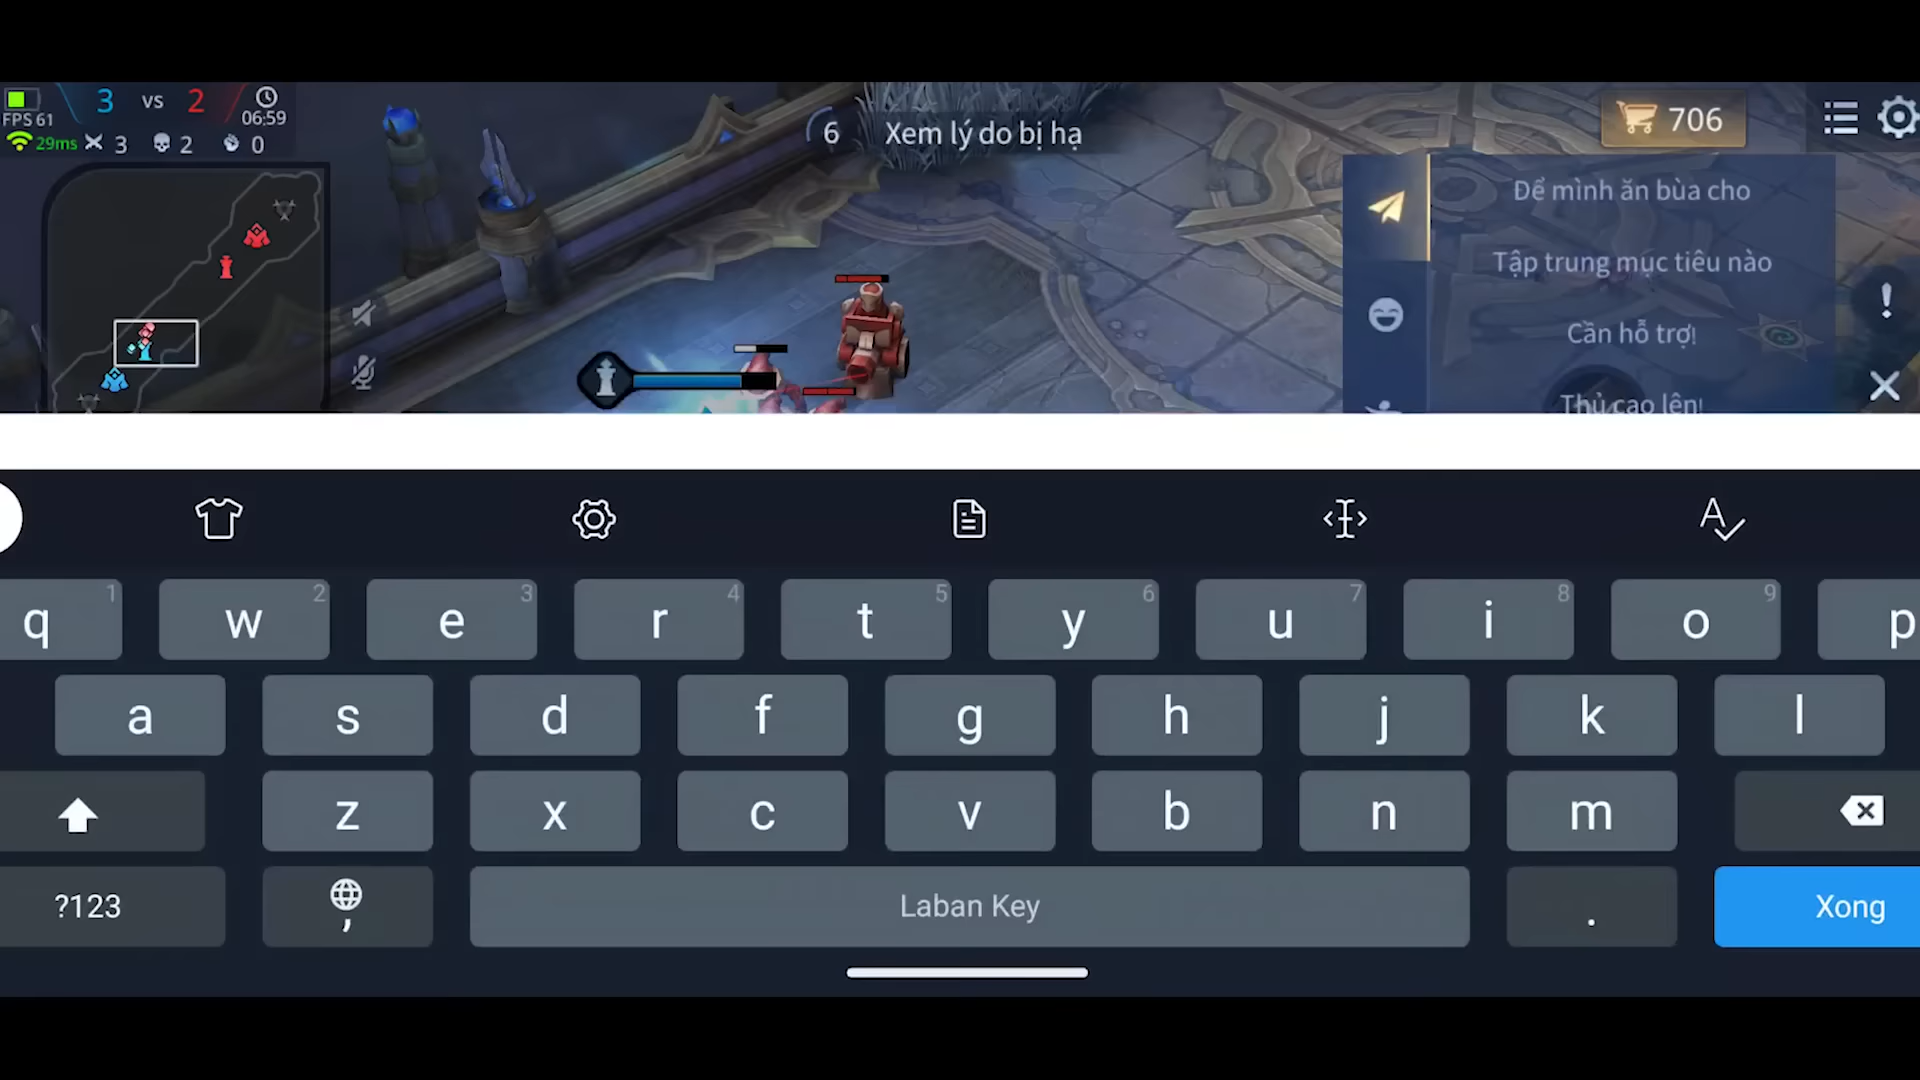 3 vs 2
06:59
FPS 61
29ms 3 2 0
6 Xem lý do bị hạ
706
Để mình ăn bùa cho
Tập trung mục tiêu nào
Cần hỗ trợ!
Thủ cao lên!
q 1 w 2 e 3 r 4 t 5 y 6 u 7 i 8 o 9 p
a s d f g h j k l
z x c v b n m
?123 , Laban Key . Xong